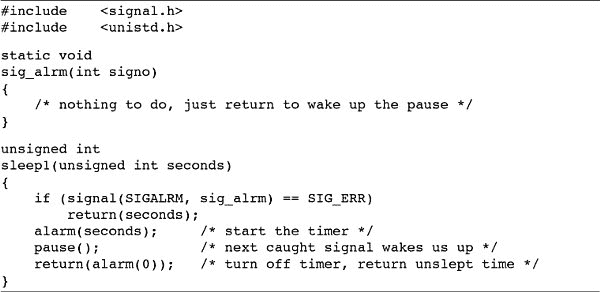 #include    <signal.h>
#include    <unistd.h>
static void
sig_alrm(int signo)
{
    /* nothing to do, just return to wake up the pause */
}
unsigned int
sleep1(unsigned int seconds)
{
    if (signal(SIGALRM, sig_alrm) == SIG_ERR)
        return(seconds);
    alarm(seconds);     /* start the timer */
    pause();            /* next caught signal wakes us up */
    return(alarm(0));   /* turn off timer, return unslept time */
}